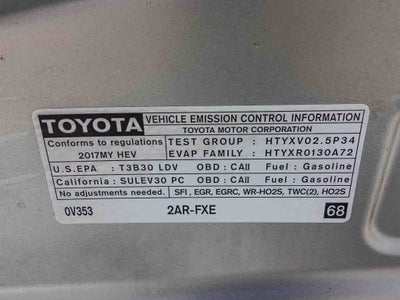 TOYOTA VEHICLE EMISSION CONTROL INFORMATION
TOYOTA MOTOR CORPORATION
Conforms to regulations TEST GROUP : HTYXV02.5P34
2017MY HEV EVAP FAMILY : HTYXR0130A72
U.S.EPA : T3B30 LDV OBD : CAII Fuel : Gasoline
California : SULEV30 PC OBD : CAII Fuel : Gasoline
No adjustments needed. SFI , EGR, EGRC, WR-HO2S, TWC(2), HO2S
0V353 2AR-FXE 68